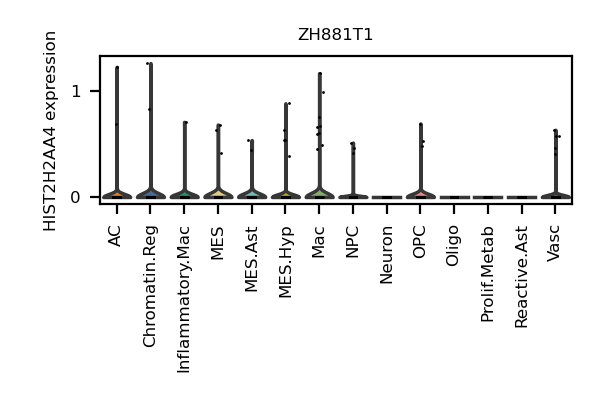 ZH881T1
HIST2H2AA4 expression
1
0
AC
Chromatin.Reg
Inflammatory.Mac
MES
MES.Ast
MES.Hyp
Mac
NPC
Neuron
OPC
Oligo
Prolif.Metab
Reactive.Ast
Vasc